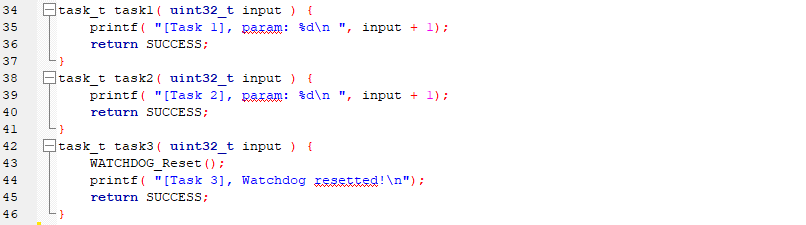 34 task_t task1( uint32_t input ) {
35 printf( "[Task 1], param: %d\n ", input + 1);
36 return SUCCESS;
37 }
38 task_t task2( uint32_t input ) {
39 printf( "[Task 2], param: %d\n ", input + 1);
40 return SUCCESS;
41 }
42 task_t task3( uint32_t input ) {
43 WATCHDOG_Reset();
44 printf( "[Task 3], Watchdog resetted!\n");
45 return SUCCESS;
46 }